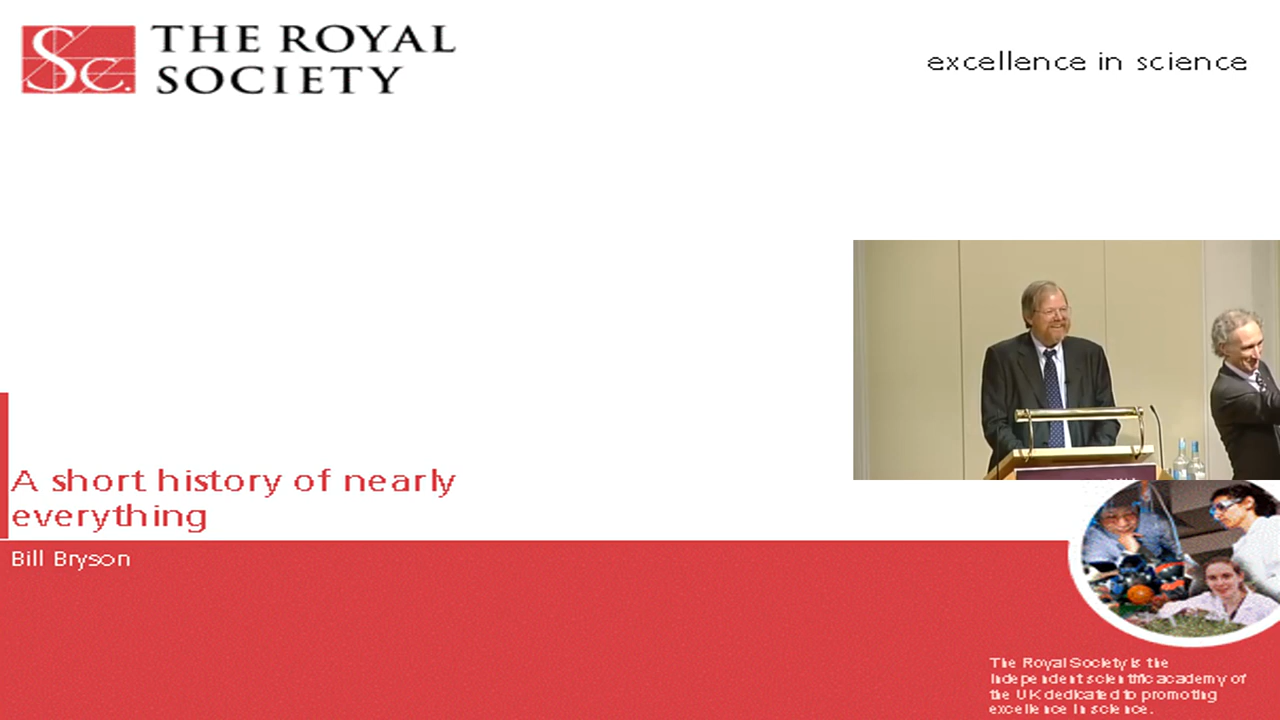 Sc.
THE ROYAL
SOCIETY
excellence in science
A short history of nearly
everything
Bill Bryson
The Royal Society is the
independent scientific academy of
the UK dedicated to promoting
excellence in science.